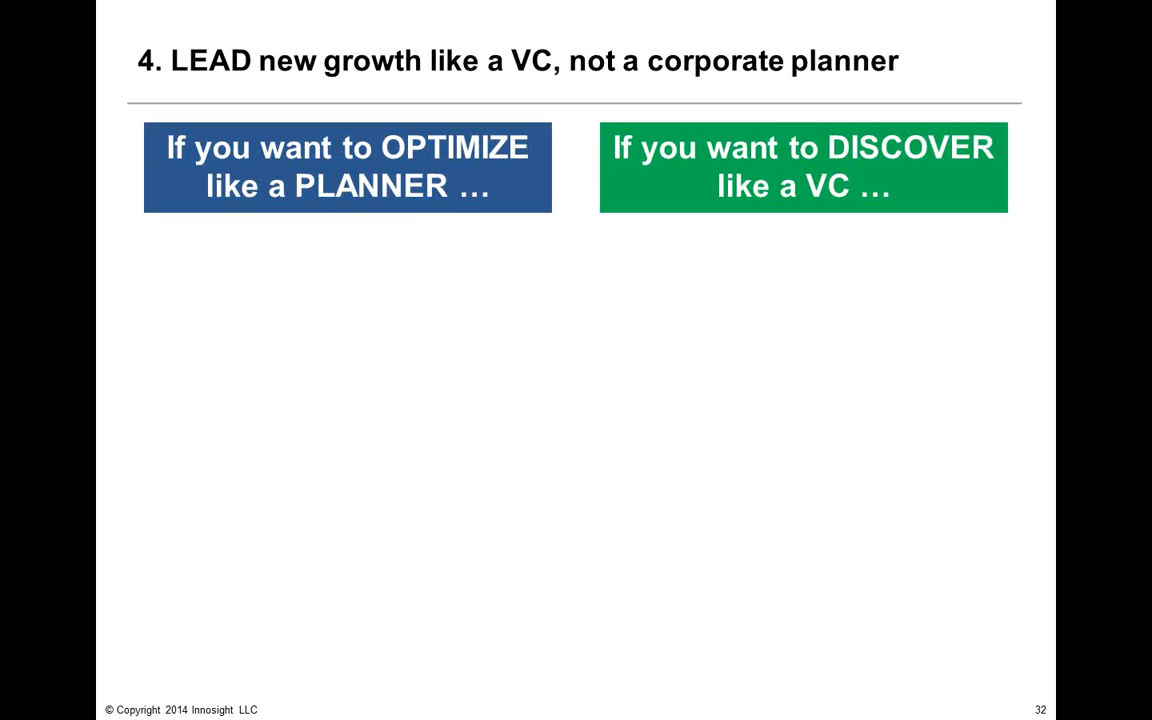 4. LEAD new growth like a VC, not a corporate planner
If you want to OPTIMIZE
like a PLANNER …
If you want to DISCOVER
like a VC …
© Copyright 2014 Innosight LLC
32